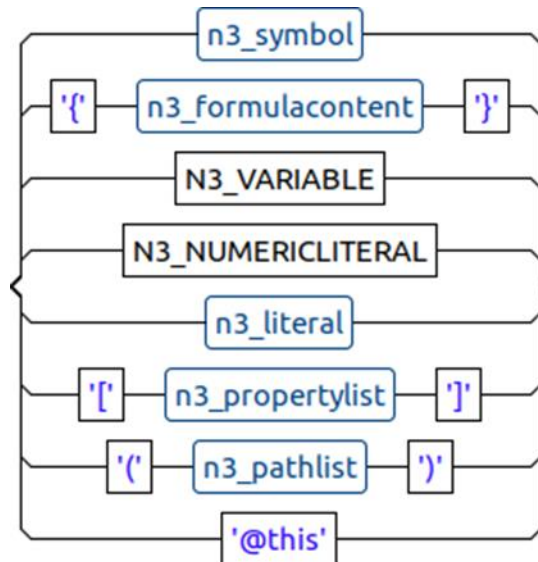 n3_symbol
'{' n3_formulacontent '}'
N3_VARIABLE
N3_NUMERICLITERAL
n3_literal
'[' n3_propertylist ']'
'(' n3_pathlist ')'
'@this'